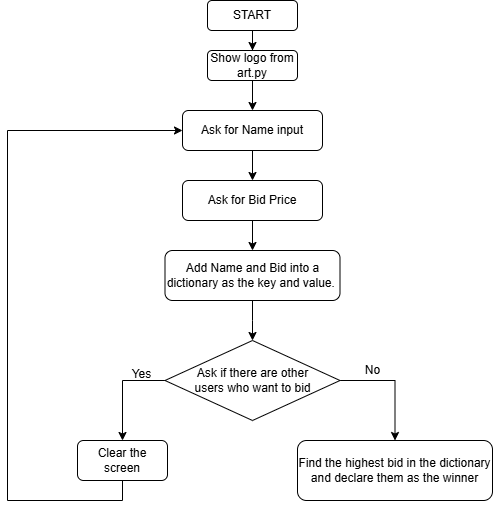 START
Show logo from
art.py
Ask for Name input
Ask for Bid Price
Add Name and Bid into a
dictionary as the key and value.
Ask if there are other
users who want to bid
Yes
No
Clear the
screen
Find the highest bid in the dictionary
and declare them as the winner